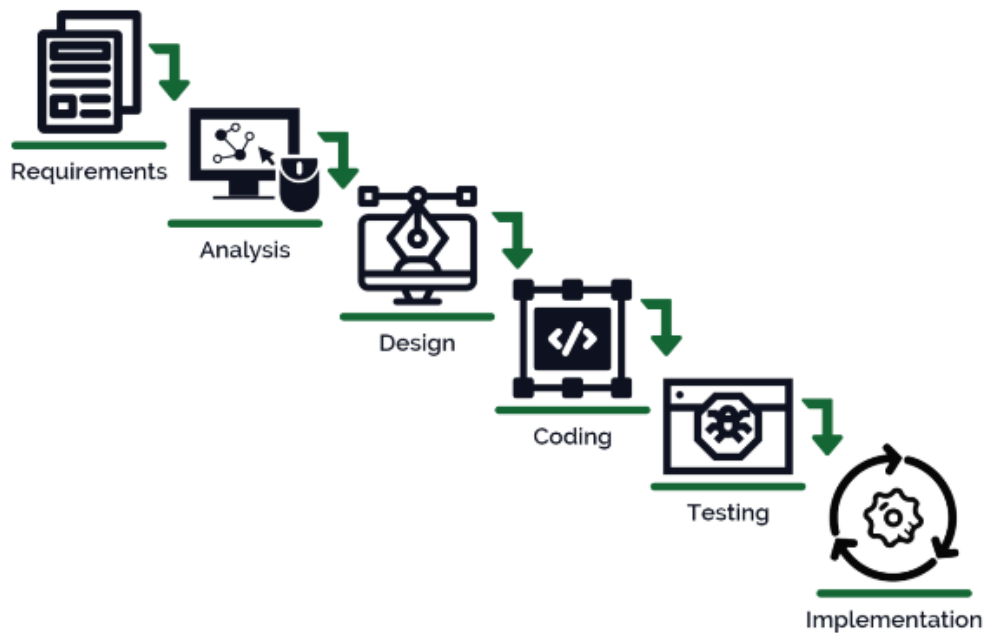 Requirements
Analysis
Design
</>
Coding
Testing
Implementation